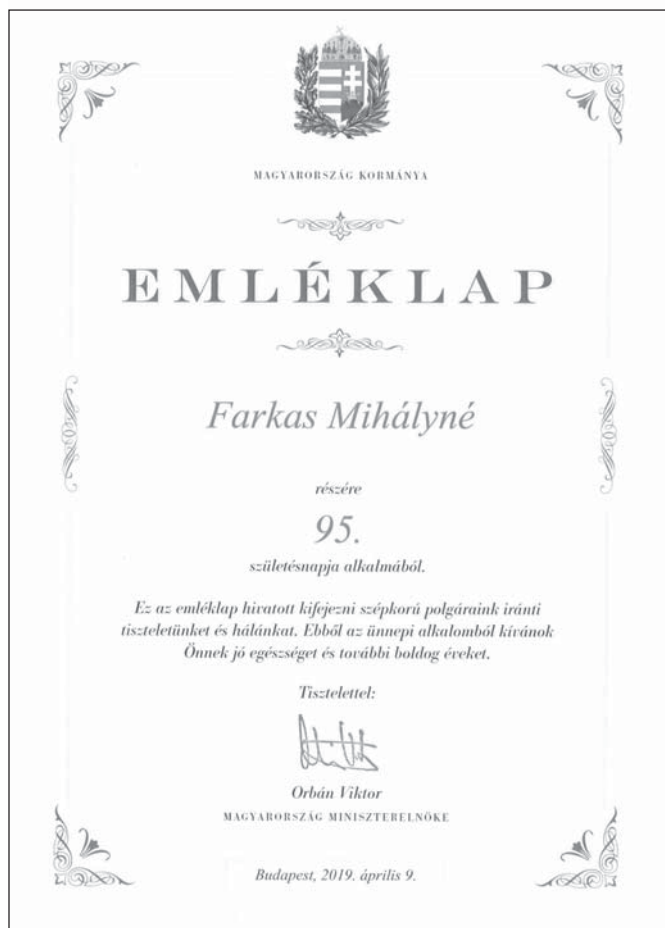 MAGYARORSZÁG KORMÁNYA
EMLÉKLAP
Farkas Mihályné
részére
95.
születésnapja alkalmából.
Ez az emléklap hivatott kifejezni szépkorú polgáraink iránti
tiszteletünket és hálánkat. Ebből az ünnepi alkalomból kívánok
Önnek jó egészséget és további boldog éveket.
Tisztelettel:
Orbán Viktor
MAGYARORSZÁG MINISZTERELNÖKE
Budapest, 2019. április 9.